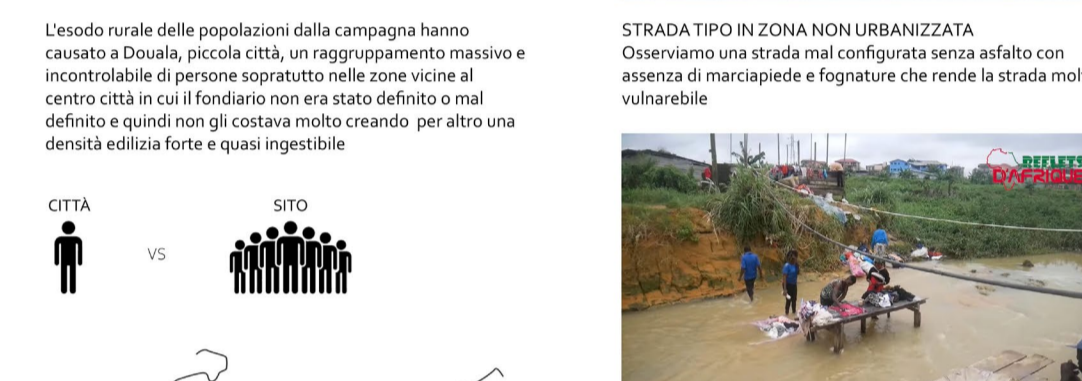 L'esodo rurale delle popolazioni dalla campagna hanno
causato a Douala, piccola città, un raggruppamento massivo e
incontrolabile di persone sopratutto nelle zone vicine al
centro città in cui il fondiario non era stato definito o mal
definito e quindi non gli costava molto creando per altro una
densità edilizia forte e quasi ingestibile
CITTÀ
VS
SITO
STRADA TIPO IN ZONA NON URBANIZZATA
Osserviamo una strada mal configurata senza asfalto con
assenza di marciapiede e fognature che rende la strada mol
vulnarebile
REFLETS
D'AFRIQUE